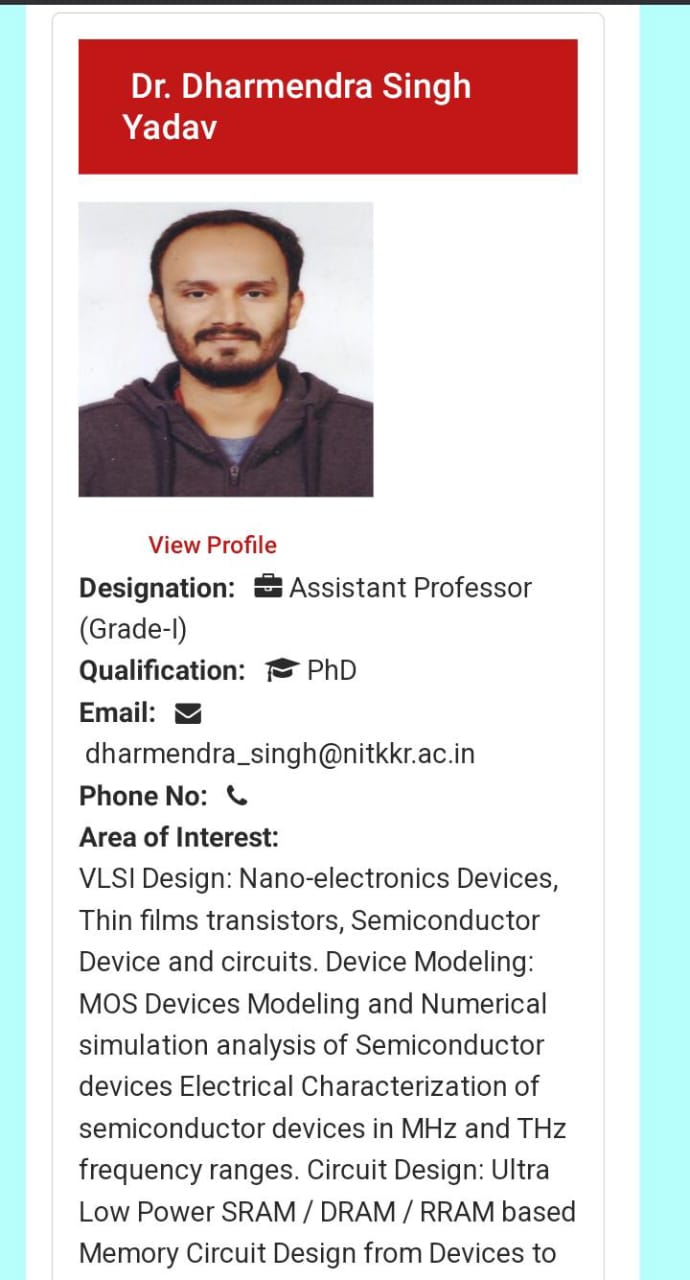 Dr. Dharmendra Singh
Yadav
View Profile
Designation: Assistant Professor
(Grade-I)
Qualification: PhD
Email:
dharmendra_singh@nitkkr.ac.in
Phone No:
Area of Interest:
VLSI Design: Nano-electronics Devices,
Thin films transistors, Semiconductor
Device and circuits. Device Modeling:
MOS Devices Modeling and Numerical
simulation analysis of Semiconductor
devices Electrical Characterization of
semiconductor devices in MHz and THz
frequency ranges. Circuit Design: Ultra
Low Power SRAM / DRAM / RRAM based
Memory Circuit Design from Devices to